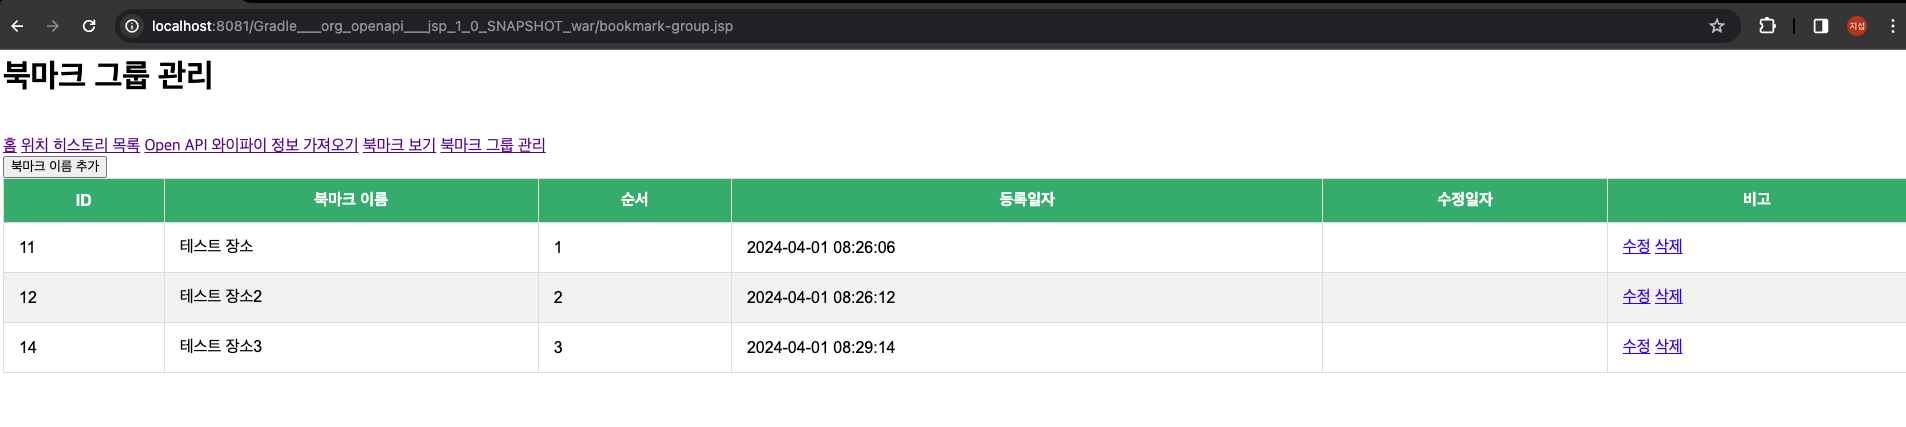 localhost:8081/Gradle___org_openapi___jsp_1_0_SNAPSHOT_war/bookmark-group.jsp
지섭
북마크 그룹 관리
홈 위치 히스토리 목록 Open API 와이파이 정보 가져오기 북마크 보기 북마크 그룹 관리
북마크 이름 추가
ID 북마크 이름 순서 등록일자 수정일자 비고
11 테스트 장소 1 2024-04-01 08:26:06 수정 삭제
12 테스트 장소2 2 2024-04-01 08:26:12 수정 삭제
14 테스트 장소3 3 2024-04-01 08:29:14 수정 삭제